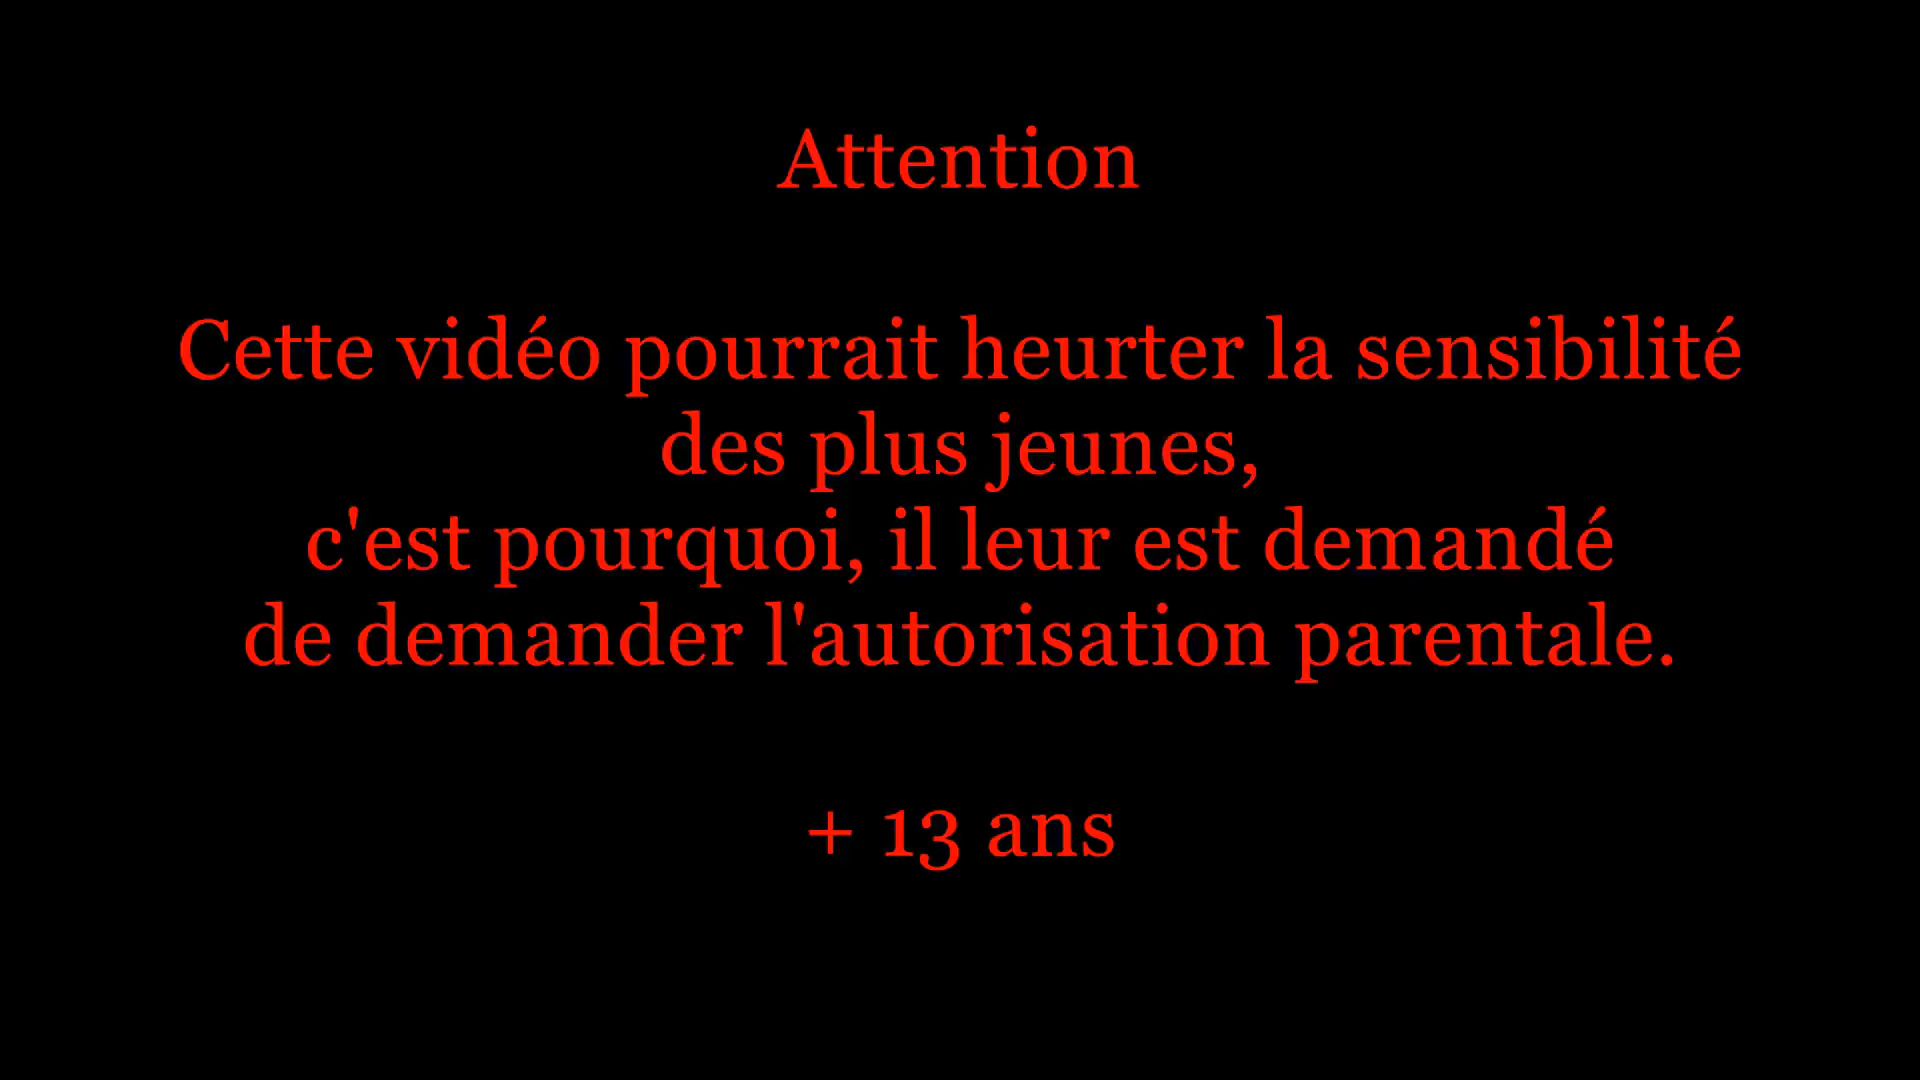 Attention
Cette vidéo pourrait heurter la sensibilité
des plus jeunes,
c'est pourquoi, il leur est demandé
de demander l'autorisation parentale.
+ 13 ans